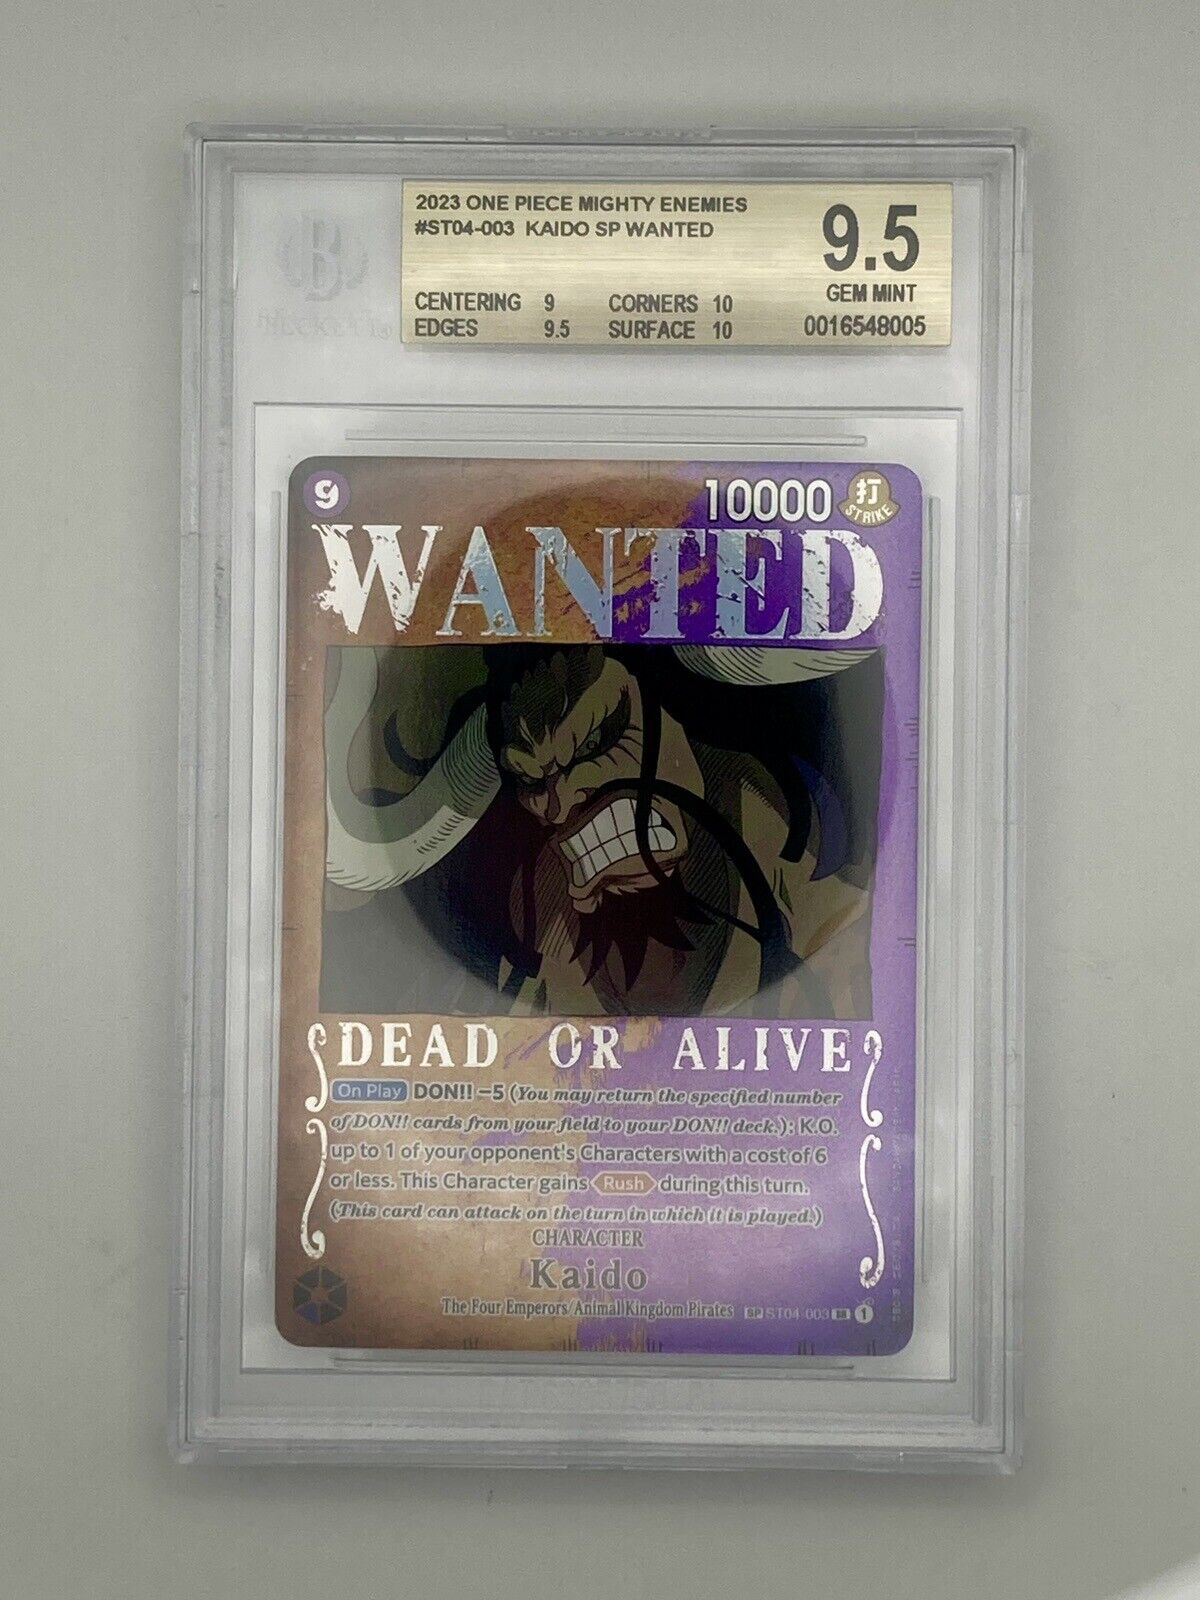 2023 ONE PIECE MIGHTY ENEMIES
#ST04-003 KAIDO SP WANTED
9.5
GEM MINT
CENTERING 9 CORNERS 10
EDGES 9.5 SURFACE 10
0016548005
9
10000
打
STRIKE
WANTED
DEAD OR ALIVE
On Play DON!! −5 (You may return the specified number
of DON!! cards from your field to your DON!! deck.): K.O.
up to 1 of your opponent's Characters with a cost of 6
or less. This Character gains Rush during this turn.
(This card can attack on the turn in which it is played.)
CHARACTER
Kaido
The Four Emperors/Animal Kingdom Pirates SP ST04-003 1